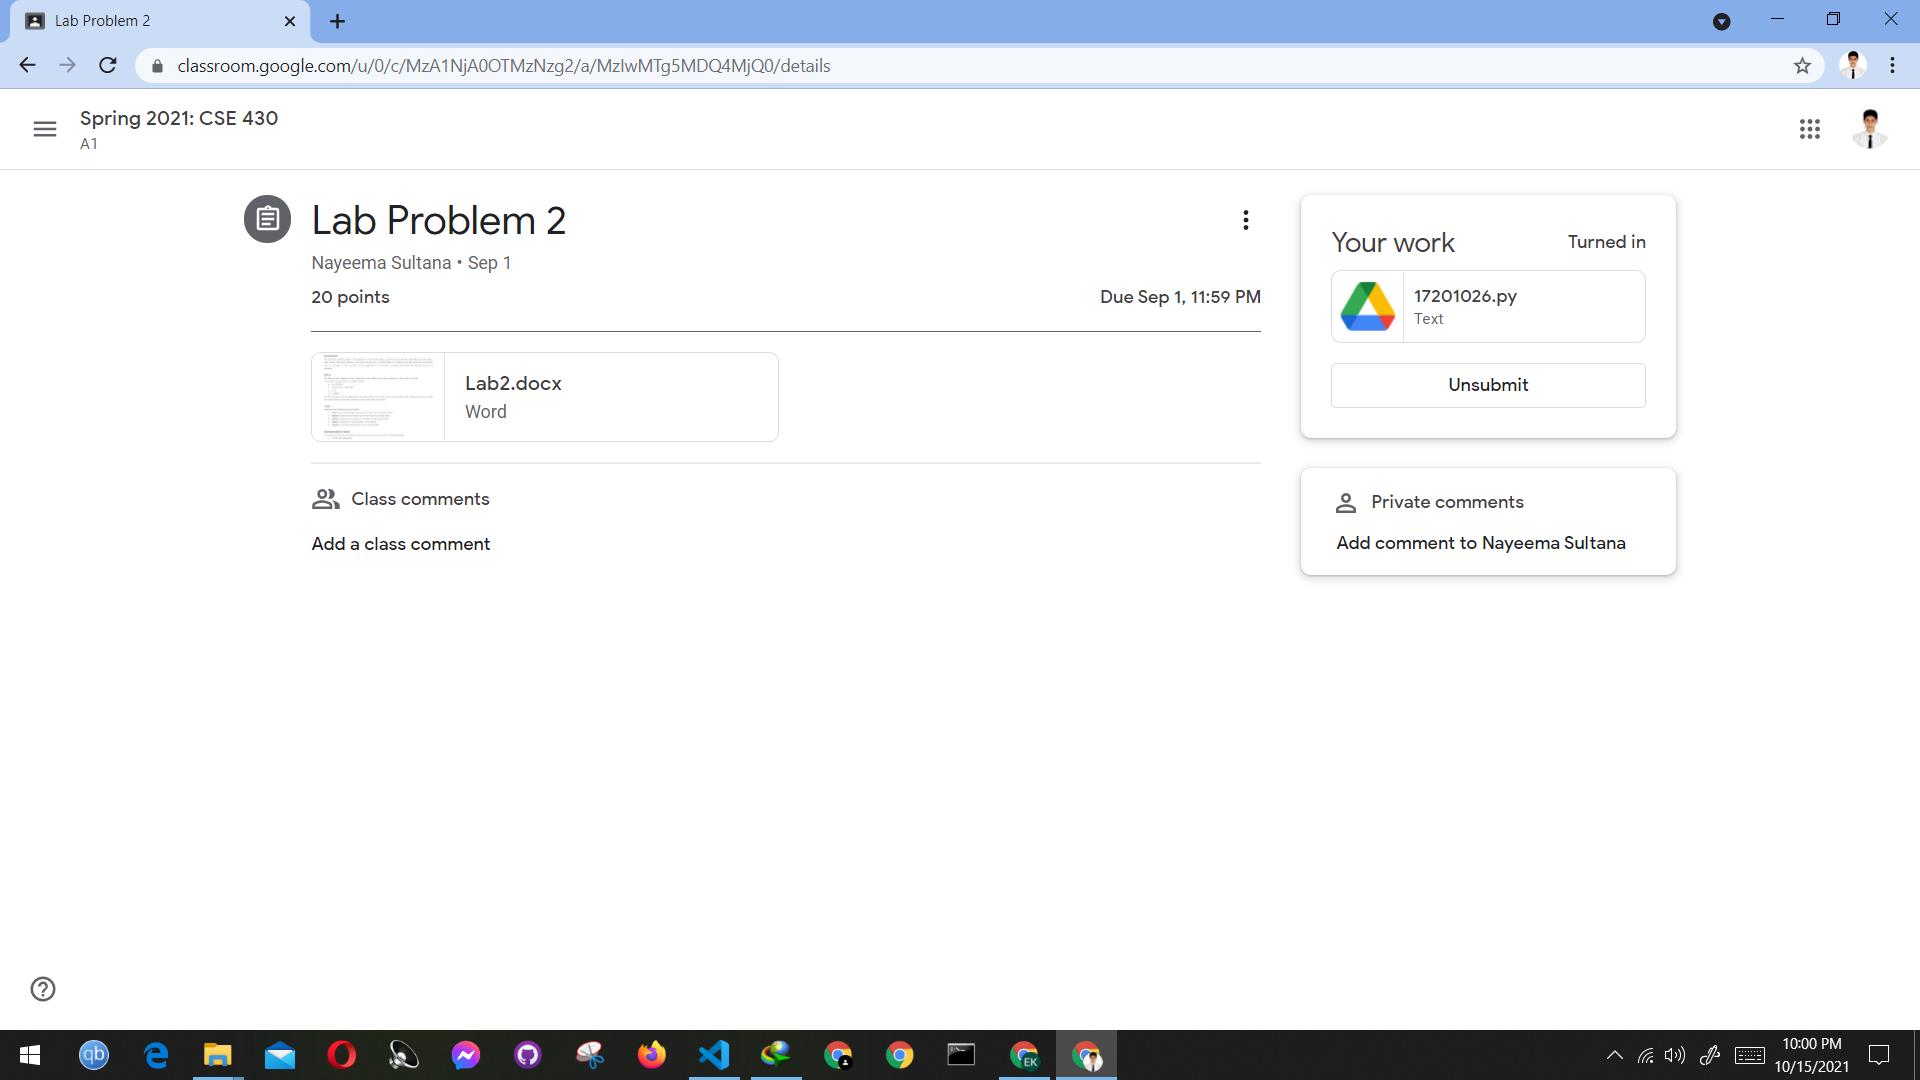 Lab Problem 2
classroom.google.com/u/0/c/MzA1NjA0OTMzNzg2/a/MzIwMTg5MDQ4MjQ0/details
Spring 2021: CSE 430
A1
Lab Problem 2
Nayeema Sultana • Sep 1
20 points
Due Sep 1, 11:59 PM
Lab2.docx
Word
Class comments
Add a class comment
Your work
Turned in
17201026.py
Text
Unsubmit
Private comments
Add comment to Nayeema Sultana
qb
EK
10:00 PM
10/15/2021